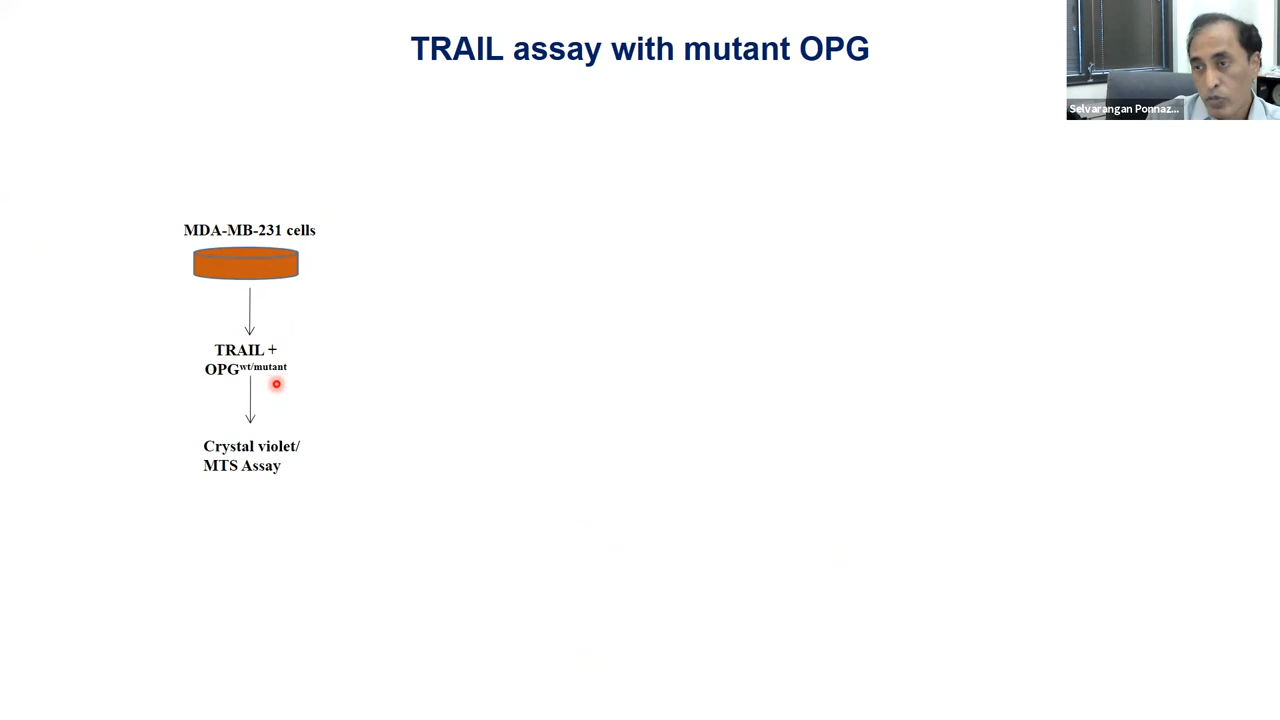 TRAIL assay with mutant OPG
Selvarangan Ponnaz...
MDA-MB-231 cells
TRAIL +
OPGwt/mutant
Crystal violet/
MTS Assay